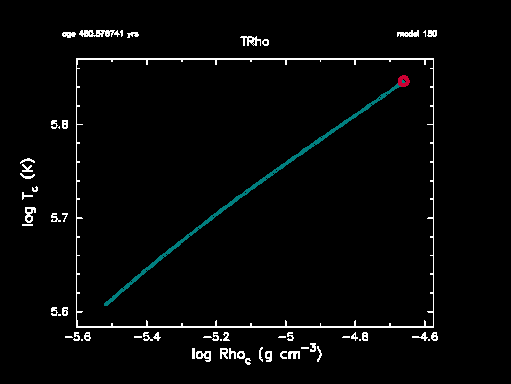 age 460.576741 yrs
model 150
TRho
5.8
5.7
5.6
log T_c (K)
−5.6 −5.4 −5.2 −5 −4.8 −4.6
log Rho_c (g cm⁻³)